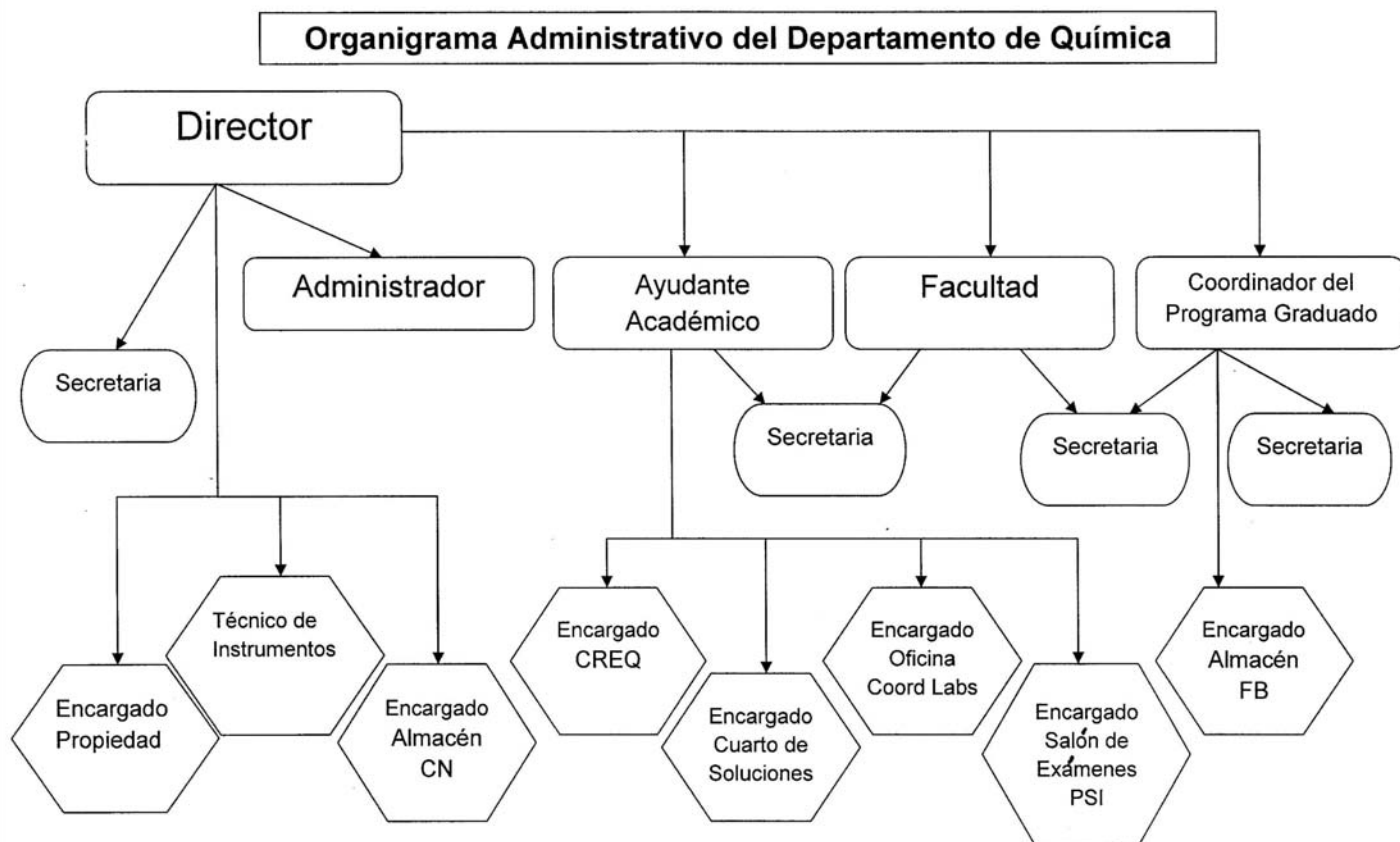 Organigrama Administrativo del Departamento de Química
Director
Administrador
Ayudante
Académico
Facultad
Coordinador del
Programa Graduado
Secretaria
Secretaria
Secretaria
Secretaria
Técnico de
Instrumentos
Encargado
Propiedad
Encargado
Almacén
CN
Encargado
CREQ
Encargado
Cuarto de
Soluciones
Encargado
Oficina
Coord Labs
Encargado
Salón de
Exámenes
PSI
Encargado
Almacén
FB